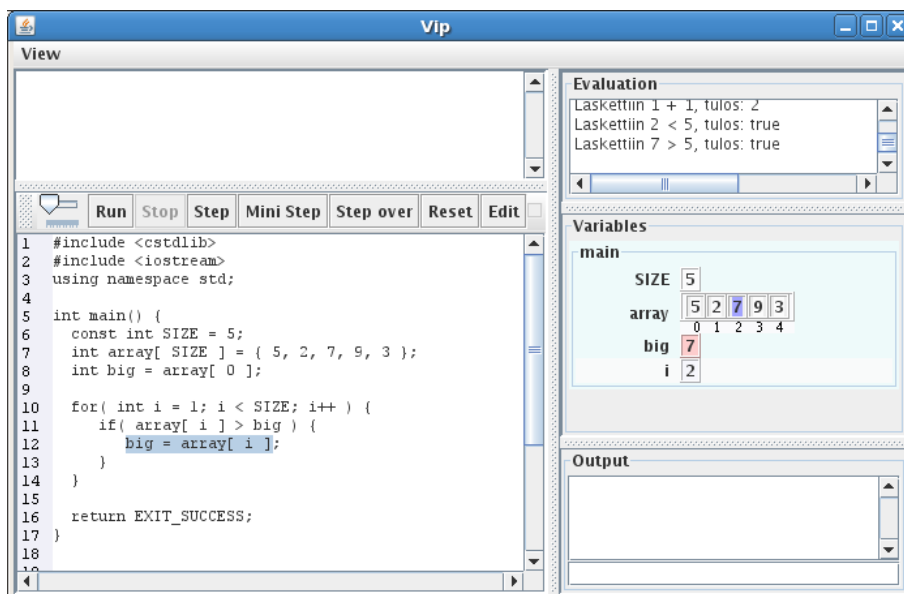 Vip
View
Run Stop Step Mini Step Step over Reset Edit
1 #include <cstdlib>
2 #include <iostream>
3 using namespace std;
4
5 int main() {
6 const int SIZE = 5;
7 int array[ SIZE ] = { 5, 2, 7, 9, 3 };
8 int big = array[ 0 ];
9
10 for( int i = 1; i < SIZE; i++ ) {
11 if( array[ i ] > big ) {
12 big = array[ i ];
13 }
14 }
15
16 return EXIT_SUCCESS;
17 }
18
Evaluation
Laskettiin 1 + 1, tulos: 2
Laskettiin 2 < 5, tulos: true
Laskettiin 7 > 5, tulos: true
Variables
main
SIZE 5
array 5 2 7 9 3
0 1 2 3 4
big 7
i 2
Output